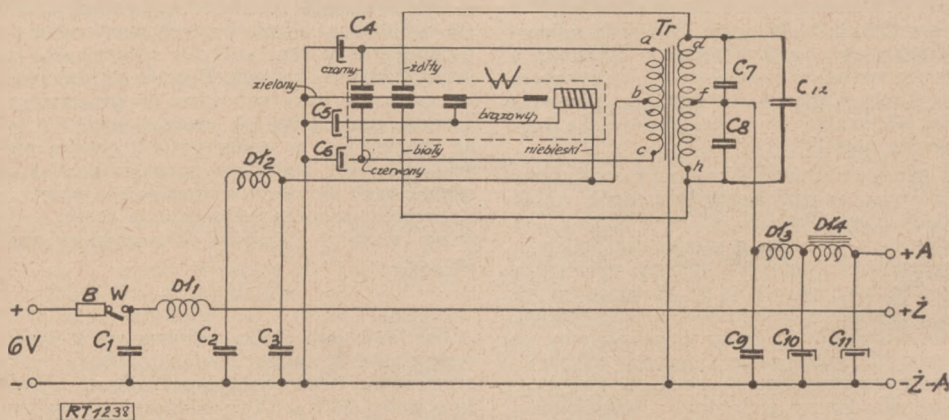 C4
Tr
a
d
czarny
żółty
W
C7
C12
zielony
b
f
C5
brązowy
C8
C6
biały
niebieski
c
h
czerwony
Dł2
Dł3
Dł4
+A
B
W
Dł1
+
+Ż
6V
C1
C2
C3
C9
C10
C11
-
-Ż-A
RT1238